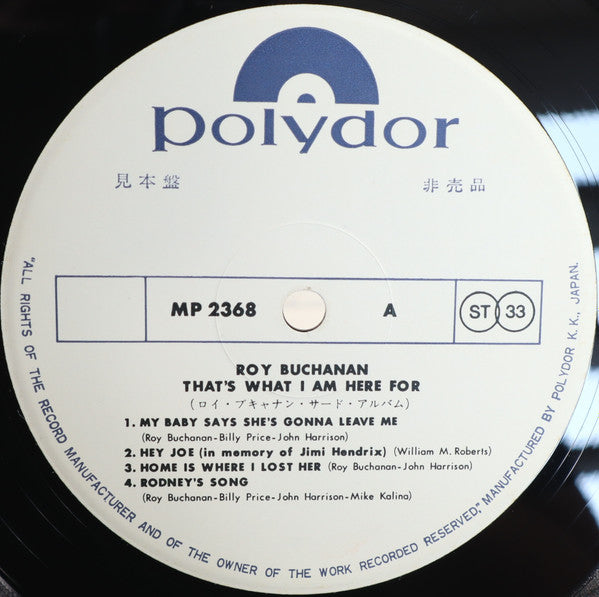 polydor
見本盤 非売品
MP 2368 A ST 33
ROY BUCHANAN
THAT'S WHAT I AM HERE FOR
(ロイ・ブキャナン・サード・アルバム)
1. MY BABY SAYS SHE'S GONNA LEAVE ME
(Roy Buchanan-Billy Price-John Harrison)
2. HEY JOE (in memory of Jimi Hendrix) (William M. Roberts)
3. HOME IS WHERE I LOST HER (Roy Buchanan-John Harrison)
4. RODNEY'S SONG
(Roy Buchanan-Billy Price-John Harrison-Mike Kalina)
"ALL RIGHTS OF THE RECORD MANUFACTURER AND OF THE OWNER OF THE WORK RECORDED RESERVED." MANUFACTURED BY POLYDOR K.K., JAPAN.